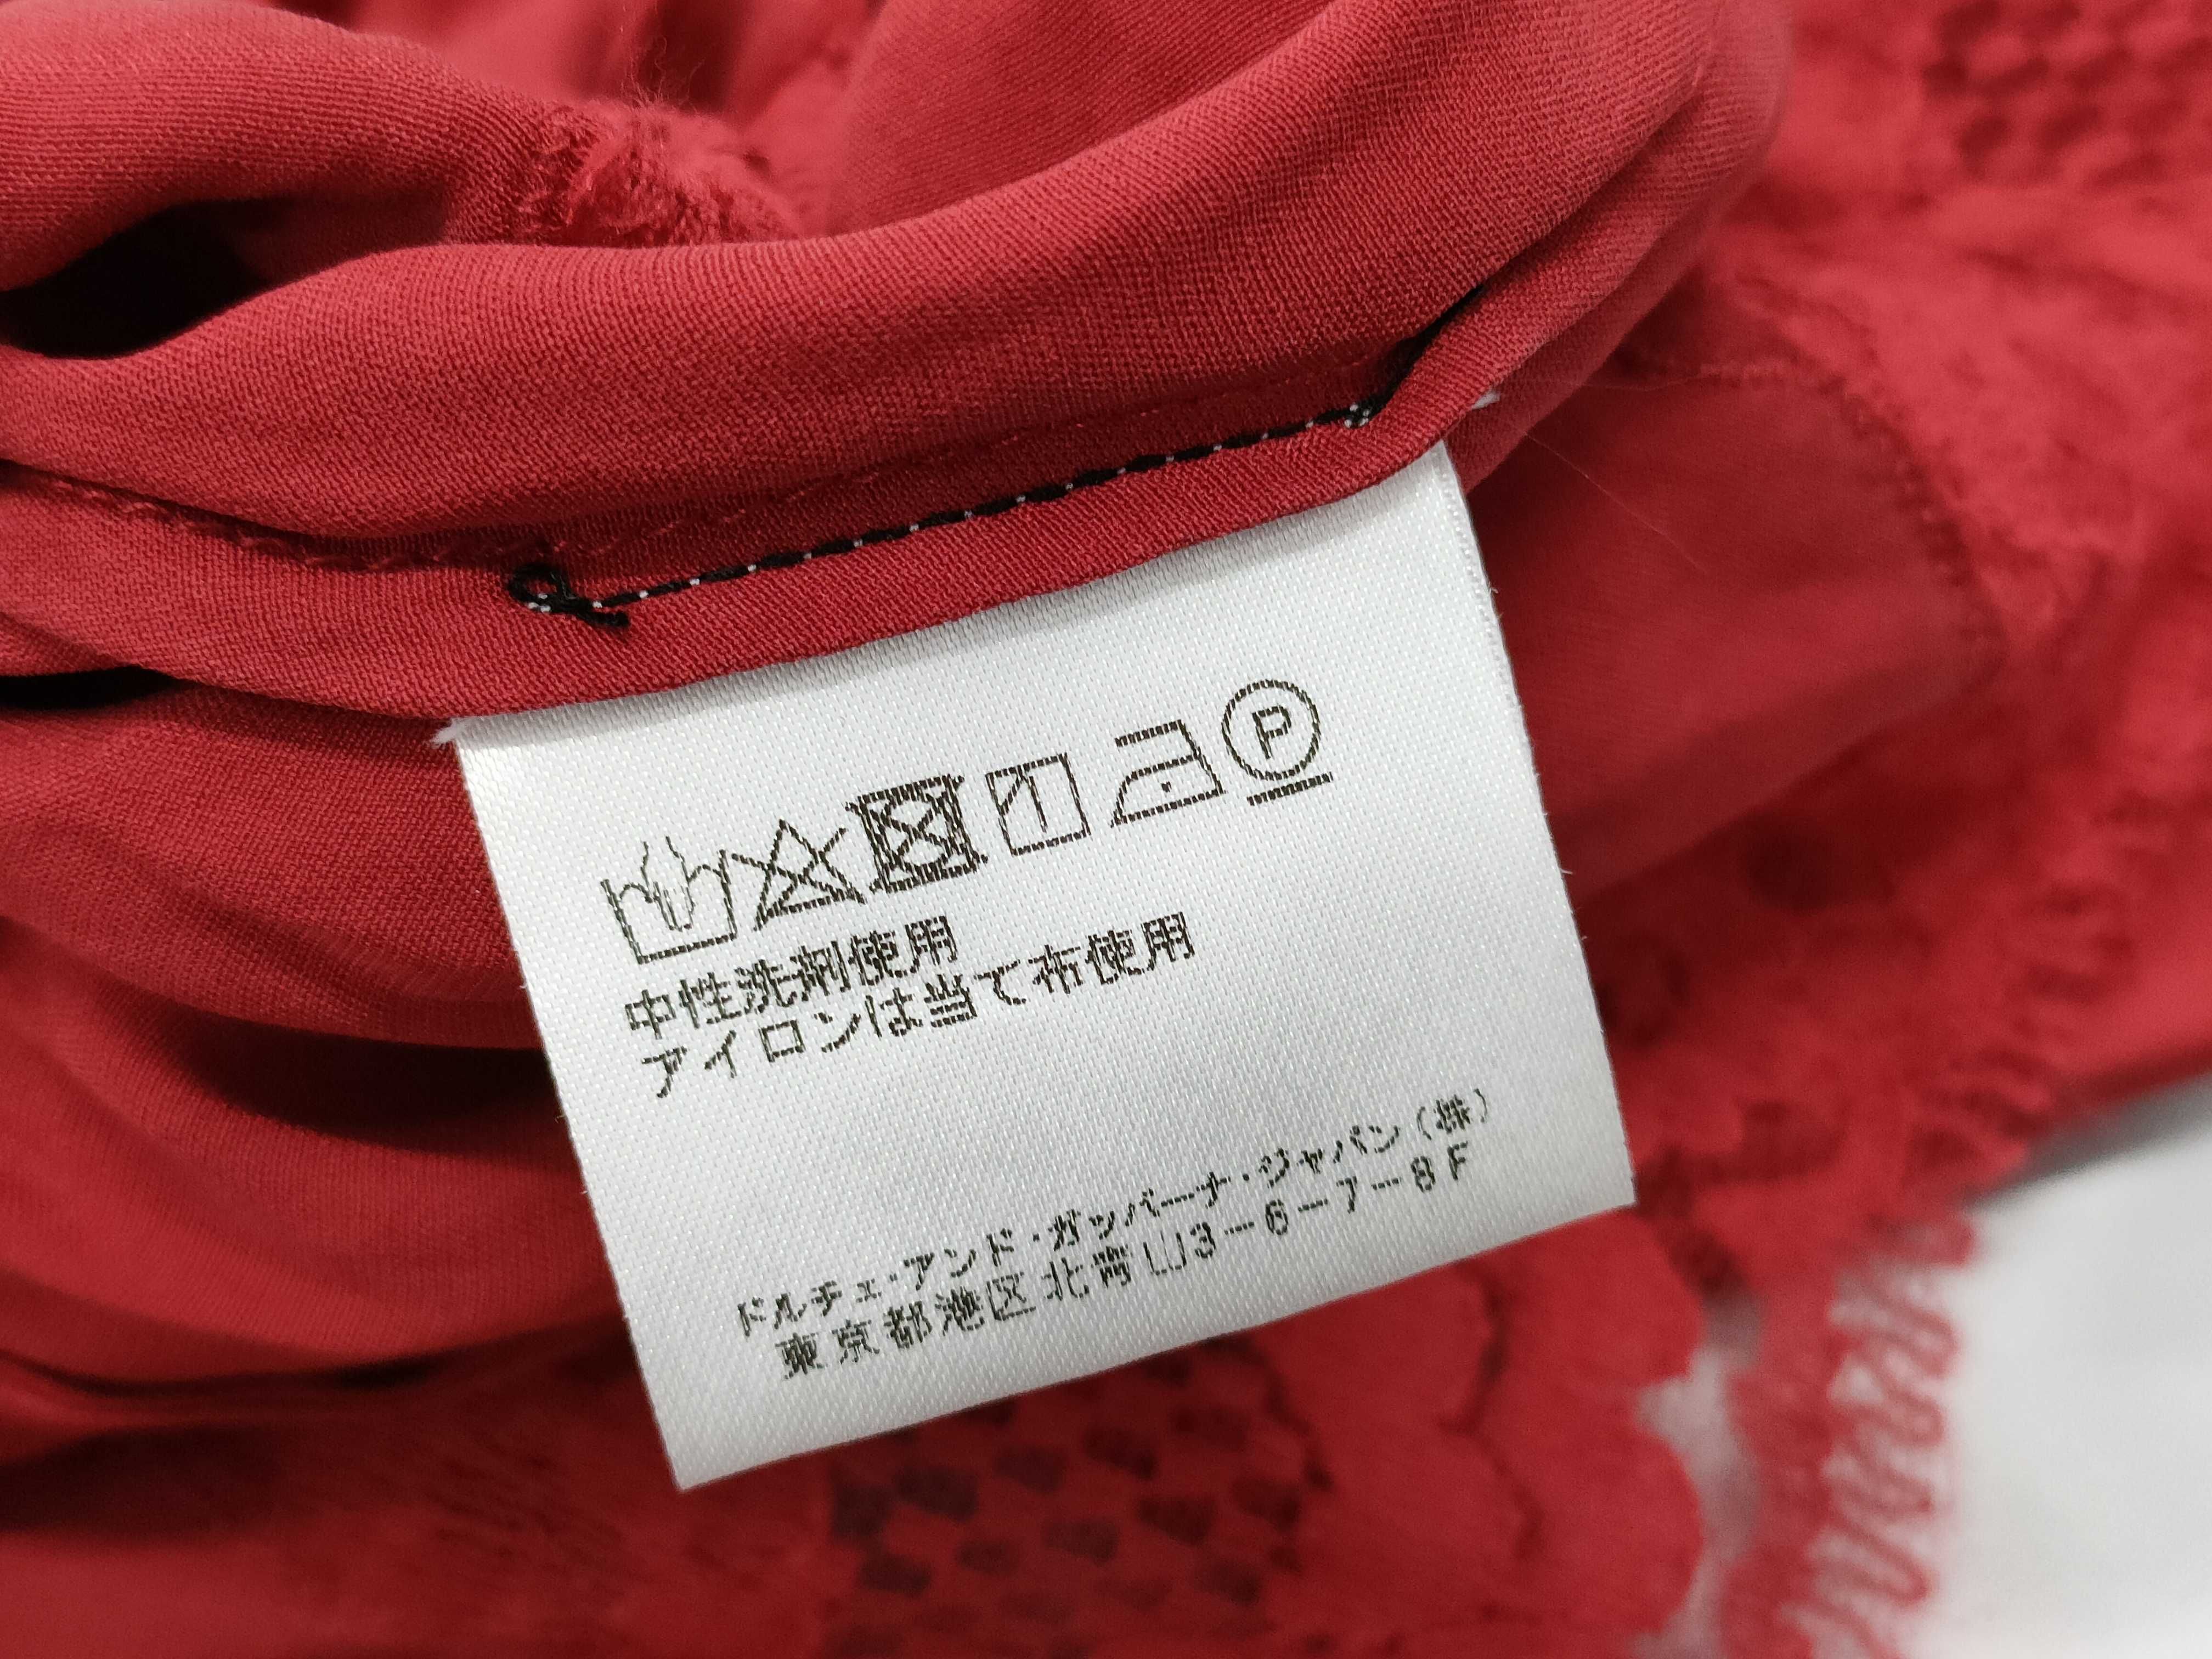 P
中性洗剤使用
アイロンは当て布使用
ドルチェ・アンド・ガッバーナ・ジャパン(株)
東京都港区北青山3-6-7-8F